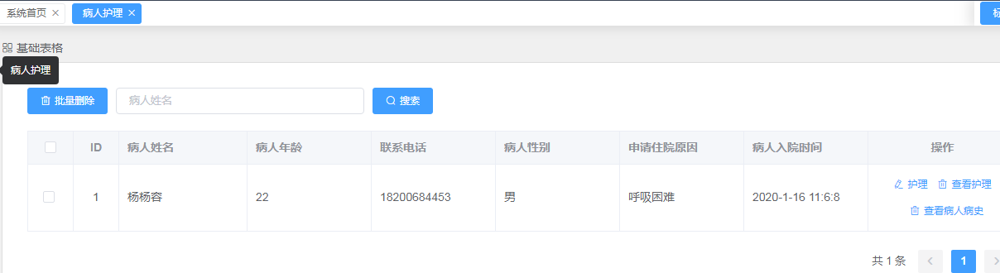 系统首页 病人护理
标
基础表格
病人护理
批量删除 病人姓名 搜索
ID 病人姓名 病人年龄 联系电话 病人性别 申请住院原因 病人入院时间 操作
1 杨杨容 22 18200684453 男 呼吸困难 2020-1-16 11:6:8 护理 查看护理
查看病人病史
共 1 条 1